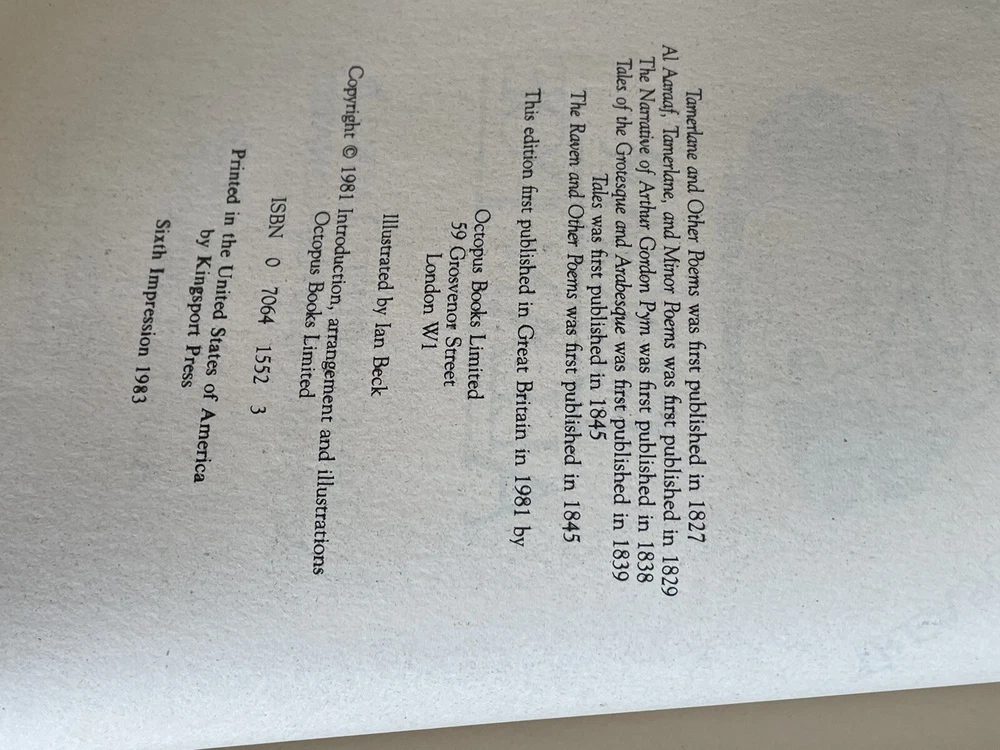 Tamerlane and Other Poems was first published in 1827
Al Aaraaf, Tamerlane, and Minor Poems was first published in 1829
The Narrative of Arthur Gordon Pym was first published in 1838
Tales of the Grotesque and Arabesque was first published in 1839
Tales was first published in 1845
The Raven and Other Poems was first published in 1845
This edition first published in Great Britain in 1981 by
Octopus Books Limited
59 Grosvenor Street
London W1
Illustrated by Ian Beck
Copyright © 1981 Introduction, arrangement and illustrations
Octopus Books Limited
ISBN 0 7064 1552 3
Printed in the United States of America
by Kingsport Press
Sixth Impression 1983